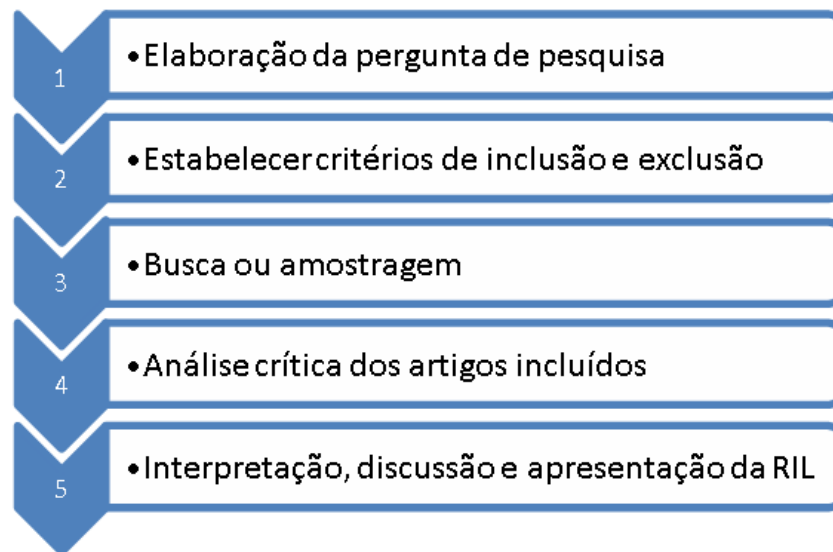 1
•Elaboração da pergunta de pesquisa
2
•Estabelecer critérios de inclusão e exclusão
3
•Busca ou amostragem
4
•Análise crítica dos artigos incluídos
5
•Interpretação, discussão e apresentação da RIL